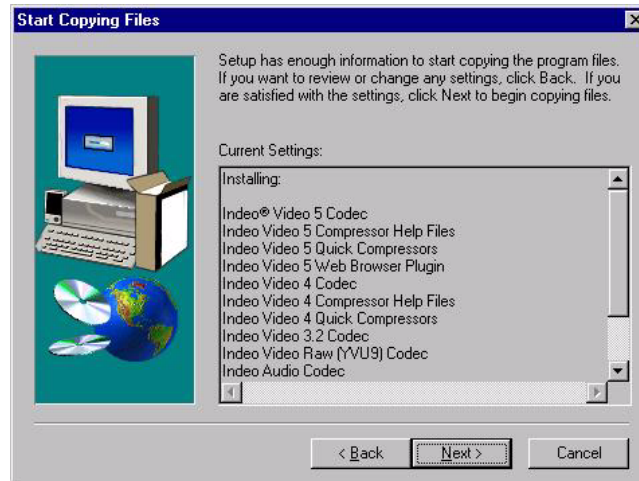 Start Copying Files
Setup has enough information to start copying the program files.
If you want to review or change any settings, click Back. If you
are satisfied with the settings, click Next to begin copying files.
Current Settings:
Installing:
Indeo® Video 5 Codec
Indeo Video 5 Compressor Help Files
Indeo Video 5 Quick Compressors
Indeo Video 5 Web Browser Plugin
Indeo Video 4 Codec
Indeo Video 4 Compressor Help Files
Indeo Video 4 Quick Compressors
Indeo Video 3.2 Codec
Indeo Video Raw (YVU9) Codec
Indeo Audio Codec
< Back
Next >
Cancel